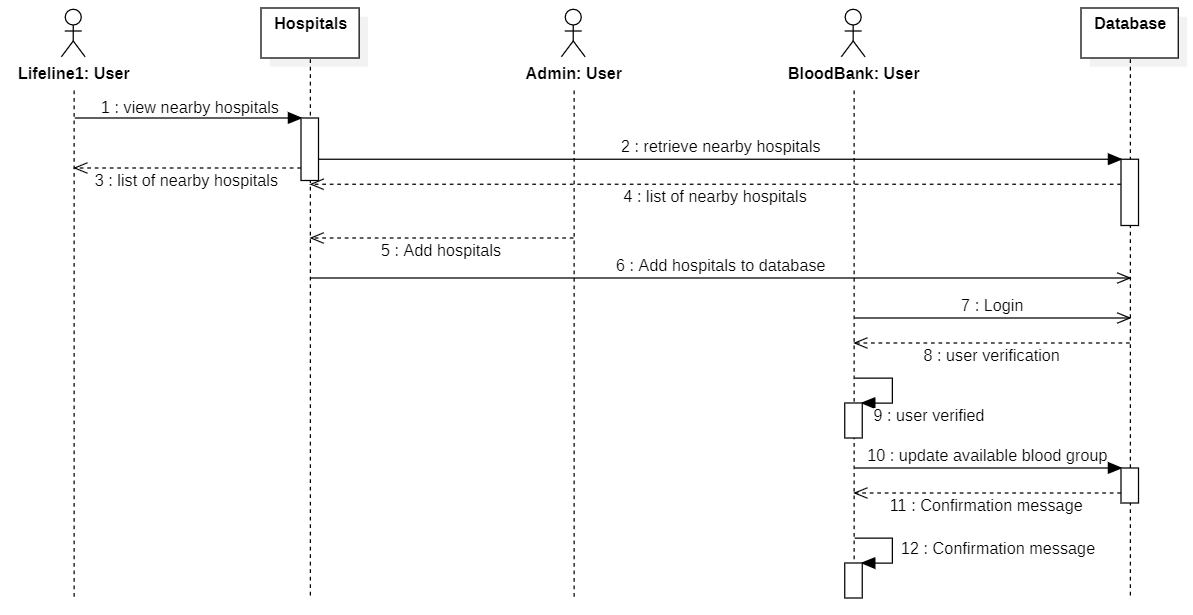 Lifeline1: User
Hospitals
Admin: User
BloodBank: User
Database
1 : view nearby hospitals
2 : retrieve nearby hospitals
3 : list of nearby hospitals
4 : list of nearby hospitals
5 : Add hospitals
6 : Add hospitals to database
7 : Login
8 : user verification
9 : user verified
10 : update available blood group
11 : Confirmation message
12 : Confirmation message